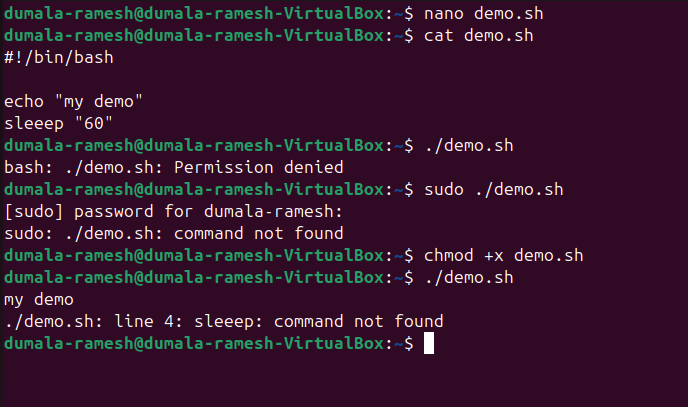 dumala-ramesh@dumala-ramesh-VirtualBox:~$ nano demo.sh
dumala-ramesh@dumala-ramesh-VirtualBox:~$ cat demo.sh
#!/bin/bash

echo "my demo"
sleeep "60"
dumala-ramesh@dumala-ramesh-VirtualBox:~$ ./demo.sh
bash: ./demo.sh: Permission denied
dumala-ramesh@dumala-ramesh-VirtualBox:~$ sudo ./demo.sh
[sudo] password for dumala-ramesh:
sudo: ./demo.sh: command not found
dumala-ramesh@dumala-ramesh-VirtualBox:~$ chmod +x demo.sh
dumala-ramesh@dumala-ramesh-VirtualBox:~$ ./demo.sh
my demo
./demo.sh: line 4: sleeep: command not found
dumala-ramesh@dumala-ramesh-VirtualBox:~$